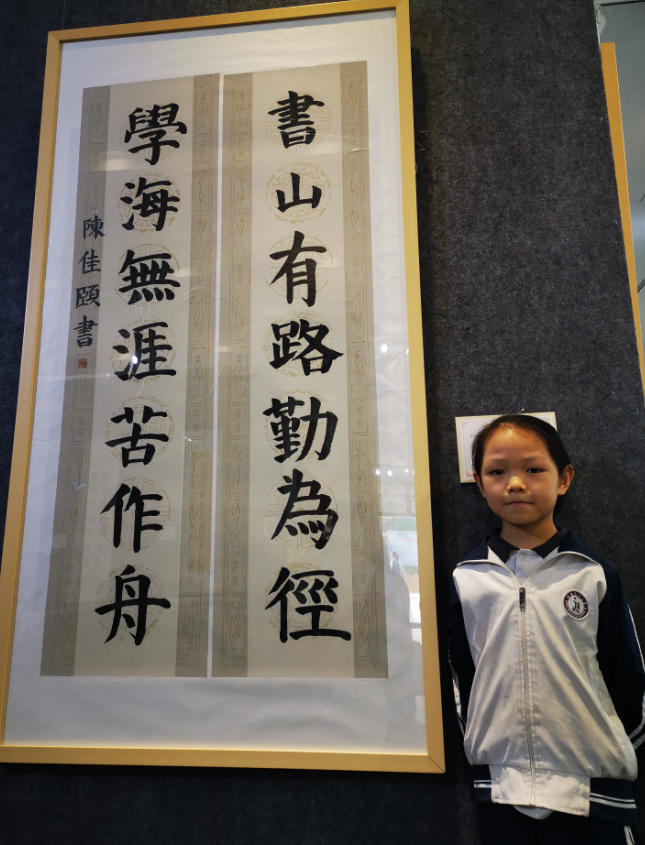 書山有路勤為徑
學海無涯苦作舟
陳佳頤書